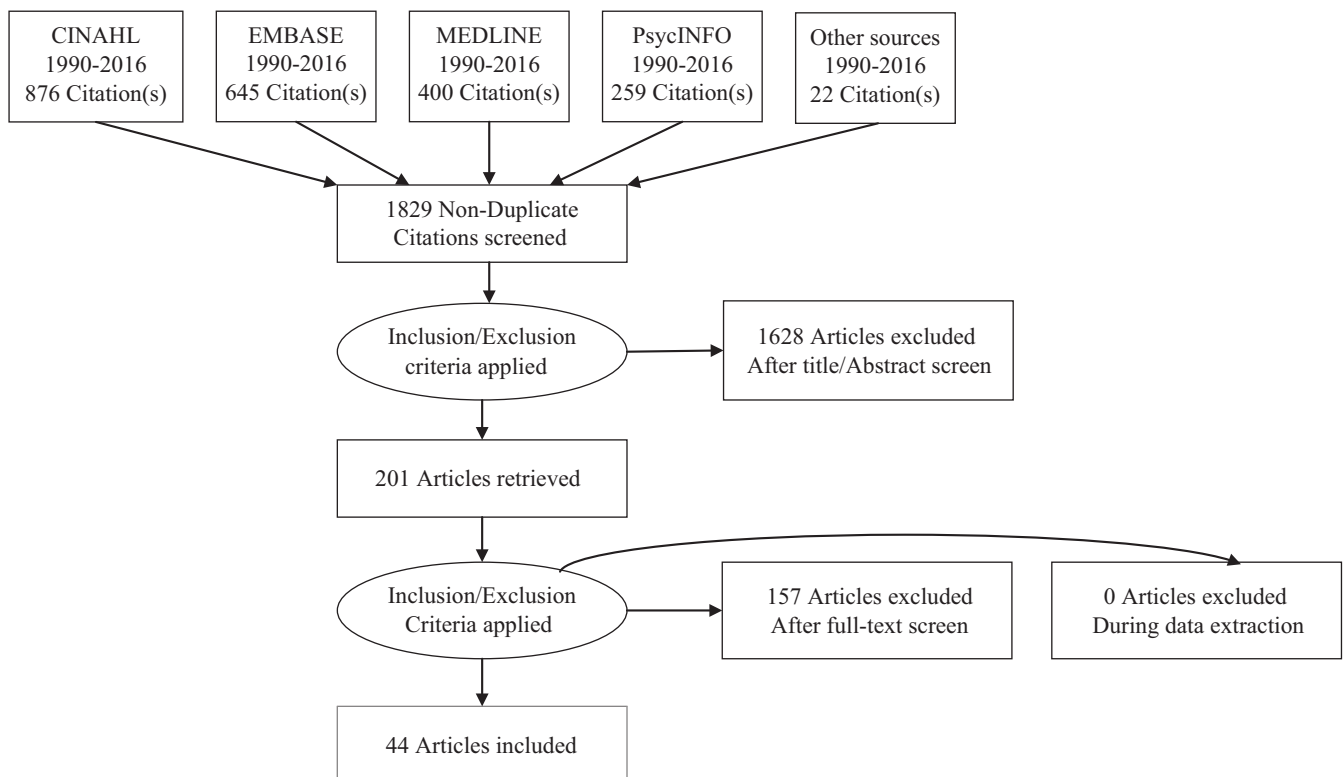 CINAHL
1990-2016
876 Citation(s)
EMBASE
1990-2016
645 Citation(s)
MEDLINE
1990-2016
400 Citation(s)
PsycINFO
1990-2016
259 Citation(s)
Other sources
1990-2016
22 Citation(s)
1829 Non-Duplicate
Citations screened
Inclusion/Exclusion
criteria applied
1628 Articles excluded
After title/Abstract screen
201 Articles retrieved
Inclusion/Exclusion
Criteria applied
157 Articles excluded
After full-text screen
0 Articles excluded
During data extraction
44 Articles included